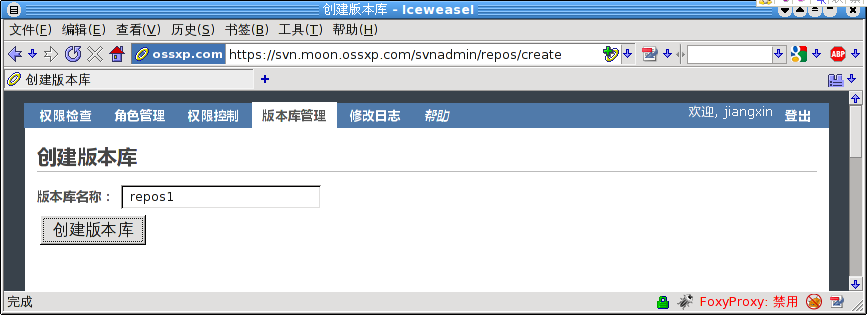 创建版本库 - Iceweasel
文件(F) 编辑(E) 查看(V) 历史(S) 书签(B) 工具(T) 帮助(H)
ossxp.com https://svn.moon.ossxp.com/svnadmin/repos/create ABP
创建版本库
权限检查 角色管理 权限控制 版本库管理 修改日志 帮助 欢迎, jiangxin 登出
创建版本库
版本库名称： repos1
创建版本库
完成 FoxyProxy: 禁用